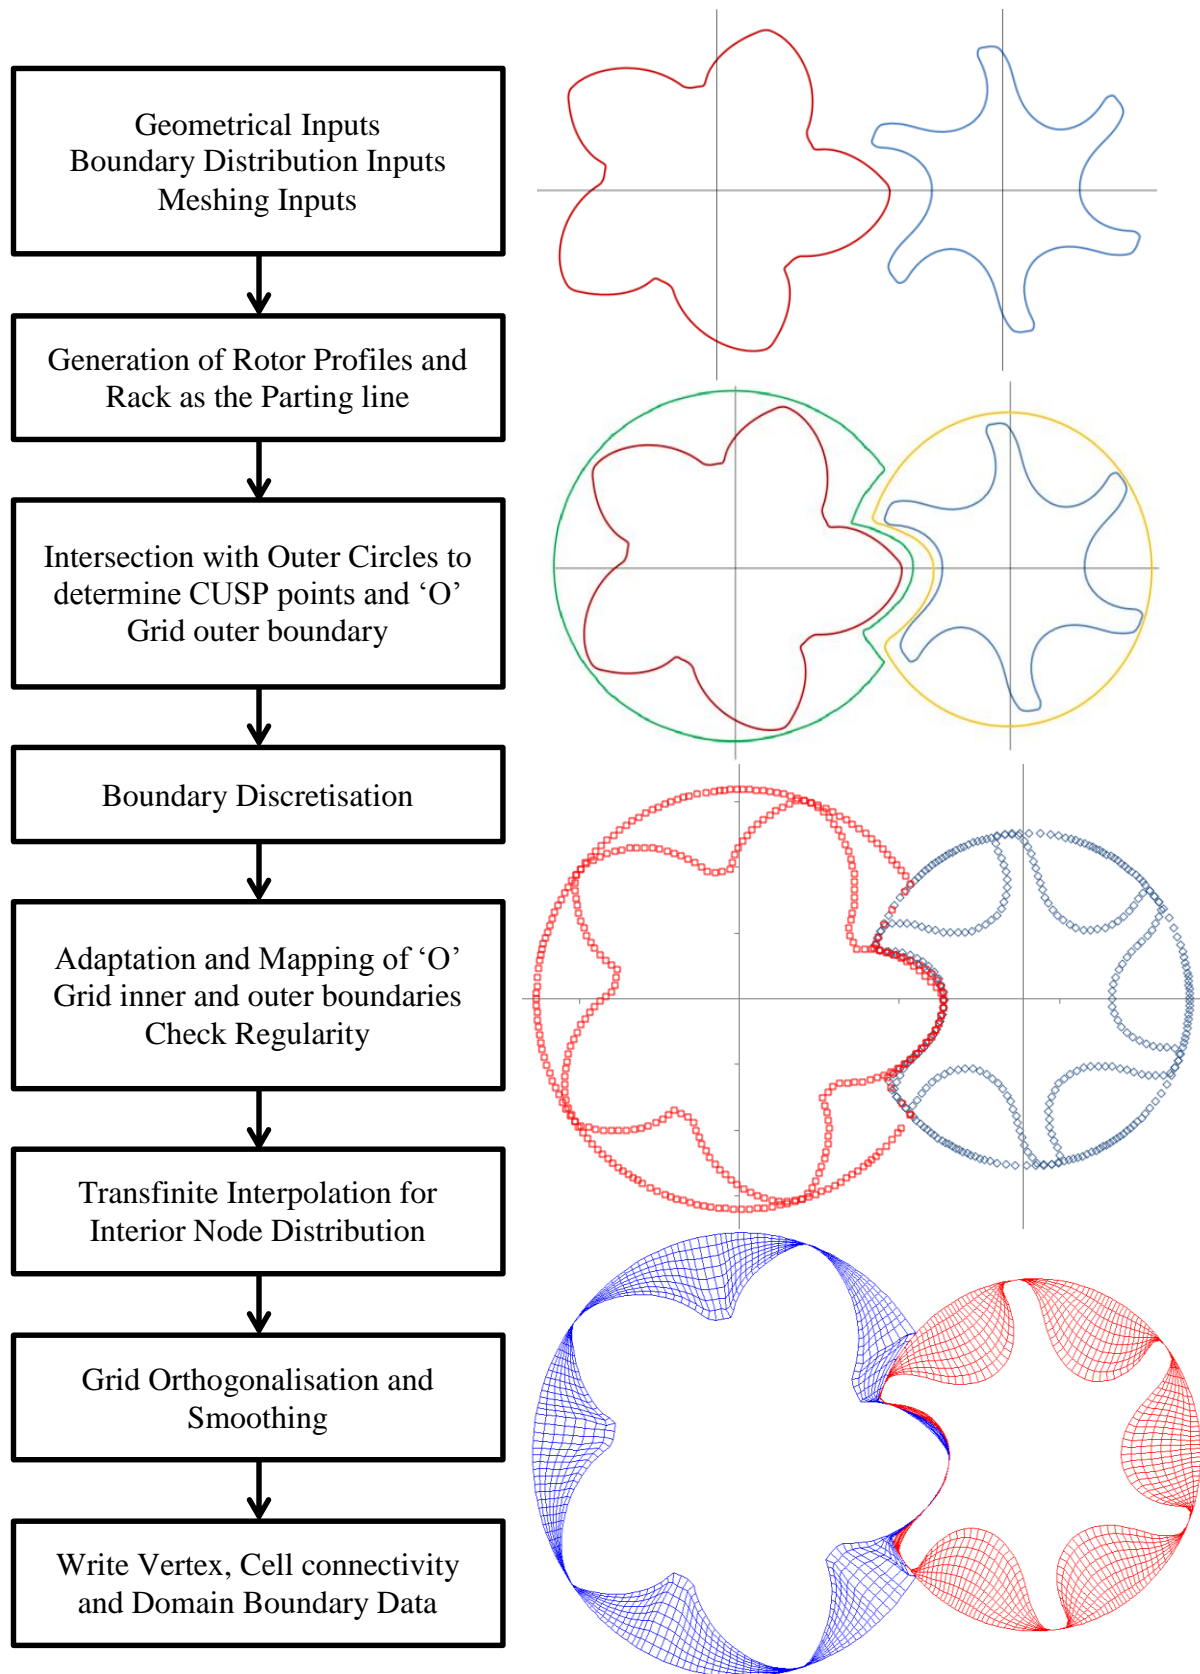 Geometrical Inputs
Boundary Distribution Inputs
Meshing Inputs
Generation of Rotor Profiles and
Rack as the Parting line
Intersection with Outer Circles to
determine CUSP points and ‘O’
Grid outer boundary
Boundary Discretisation
Adaptation and Mapping of ‘O’
Grid inner and outer boundaries
Check Regularity
Transfinite Interpolation for
Interior Node Distribution
Grid Orthogonalisation and
Smoothing
Write Vertex, Cell connectivity
and Domain Boundary Data